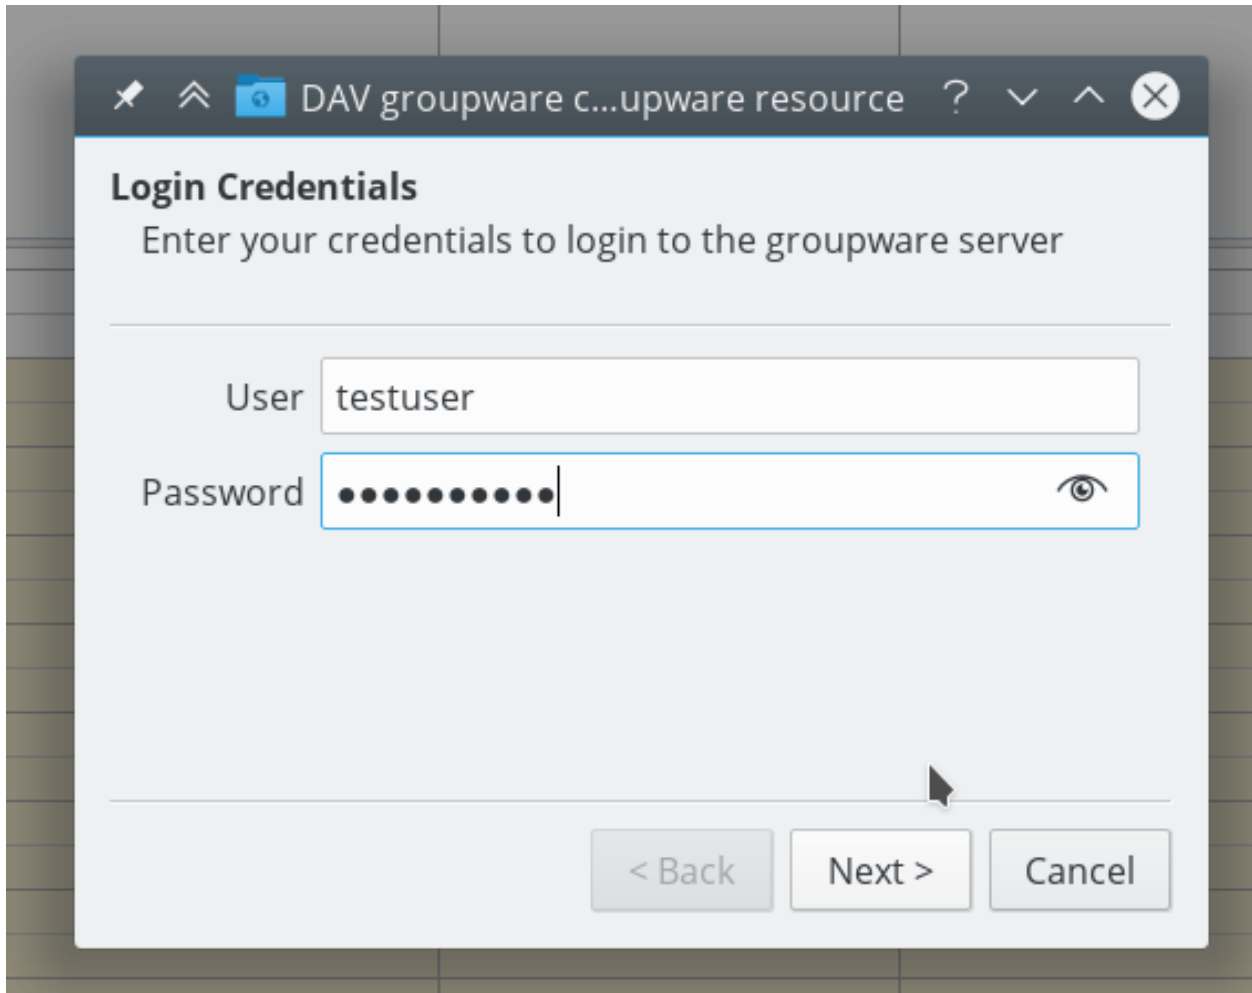 DAV groupware c...upware resource
Login Credentials
Enter your credentials to login to the groupware server
User testuser
Password ●●●●●●●●●●
< Back Next > Cancel